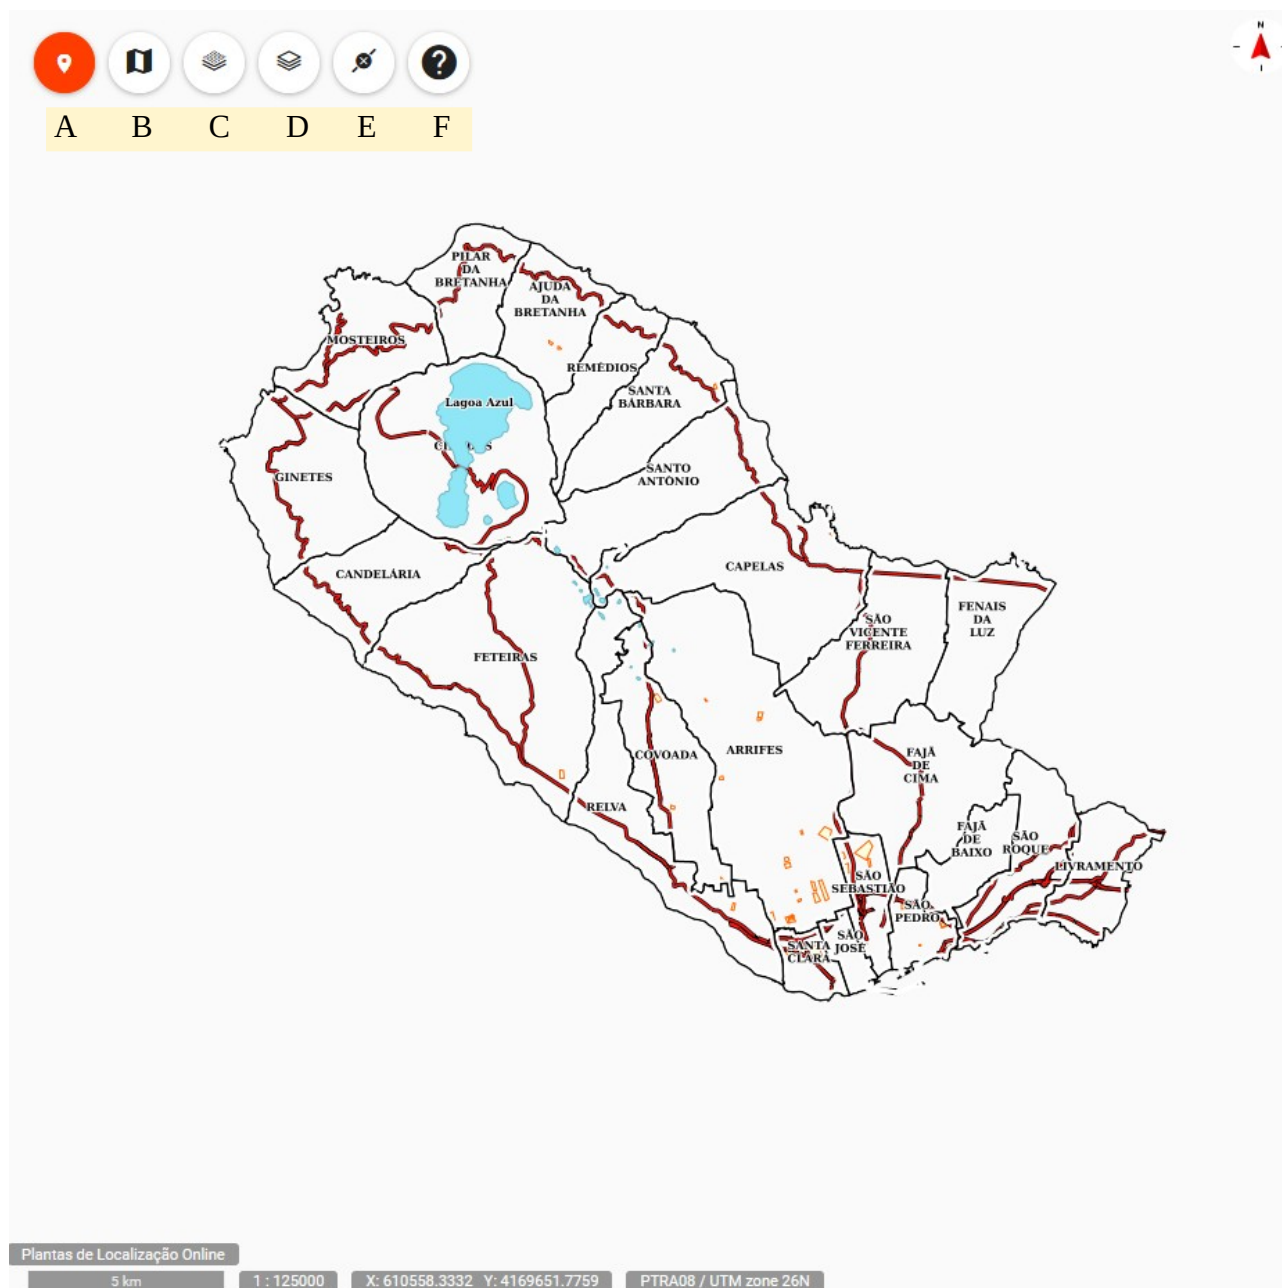 N
A B C D E F
PILAR
DA
BRETANHA
AJUDA
DA
BRETANHA
MOSTEIROS
REMÉDIOS
SANTA
BÁRBARA
Lagoa Azul
SANTO
ANTÓNIO
GINETES
CANDELÁRIA
CAPELAS
FENAIS
DA
LUZ
SÃO
VICENTE
FERREIRA
FETEIRAS
COVOADA
ARRIFES
FAJÃ
DE
CIMA
RELVA
FAJÃ
DE
BAIXO
SÃO
ROQUE
LIVRAMENTO
SÃO
SEBASTIÃO
SÃO
PEDRO
SÃO
JOSÉ
SANTA
CLARA
Plantas de Localização Online
5 km
1 : 125000
X: 610558.3332 Y: 4169651.7759
PTRA08 / UTM zone 26N